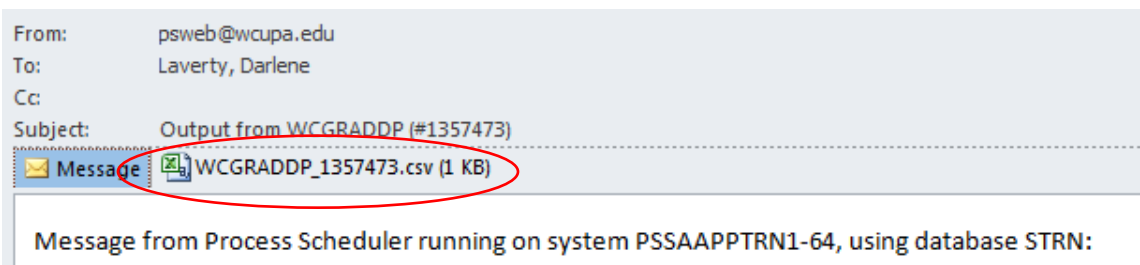 From: psweb@wcupa.edu
To: Laverty, Darlene
Cc:
Subject: Output from WCGRADDP (#1357473)
Message WCGRADDP_1357473.csv (1 KB)
Message from Process Scheduler running on system PSSAAPPTRN1-64, using database STRN: